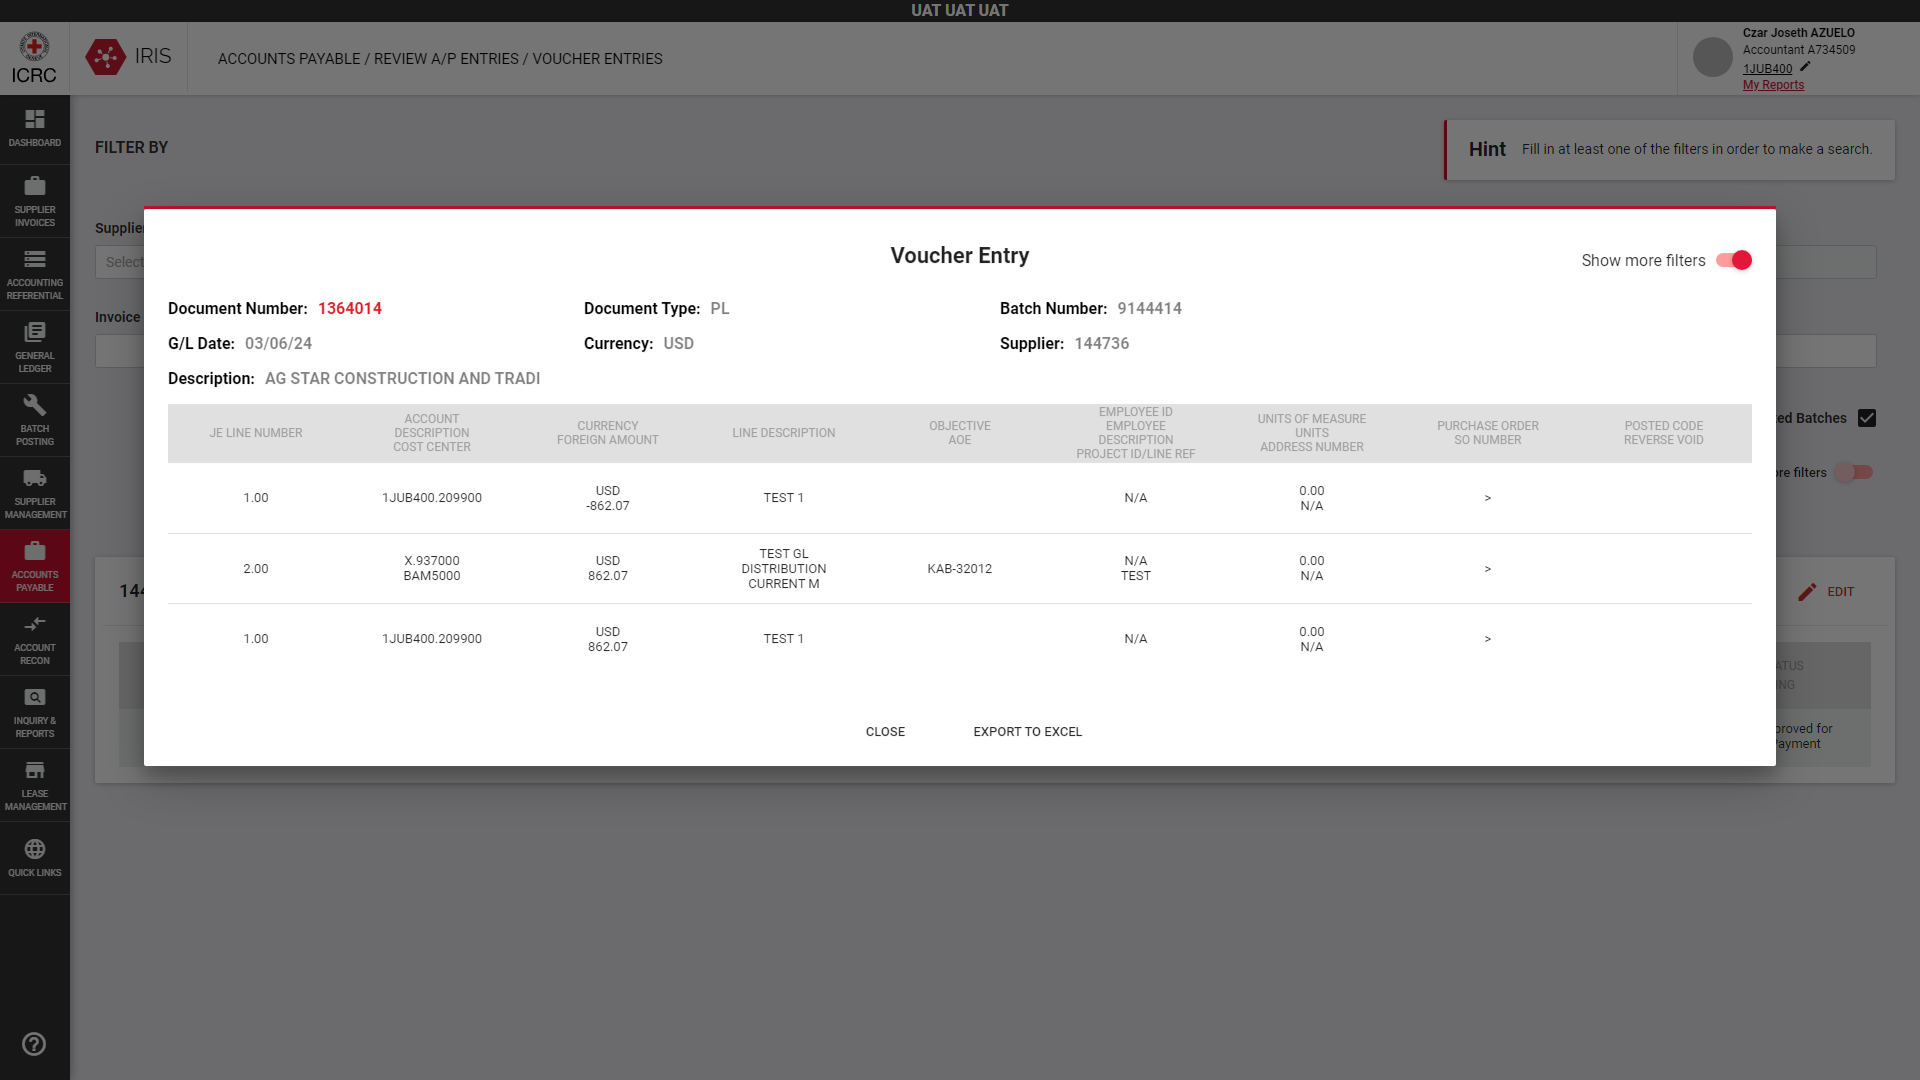 UAT UAT UAT
ICRC
IRIS
ACCOUNTS PAYABLE / REVIEW A/P ENTRIES / VOUCHER ENTRIES
Czar Joseth AZUELO
Accountant A734509
1JUB400
My Reports
DASHBOARD
SUPPLIER
INVOICES
ACCOUNTING
REFERENTIAL
GENERAL
LEDGER
BATCH
POSTING
SUPPLIER
MANAGEMENT
ACCOUNTS
PAYABLE
ACCOUNT
RECON
INQUIRY &
REPORTS
LEASE
MANAGEMENT
QUICK LINKS
FILTER BY
Hint Fill in at least one of the filters in order to make a search.
Supplie
Select
Invoice
ed Batches
re filters
144
EDIT
ATUS
ING
proved for
Payment
Voucher Entry
Show more filters
Document Number: 1364014 Document Type: PL Batch Number: 9144414
G/L Date: 03/06/24 Currency: USD Supplier: 144736
Description: AG STAR CONSTRUCTION AND TRADI
JE LINE NUMBER
ACCOUNT
DESCRIPTION
COST CENTER
CURRENCY
FOREIGN AMOUNT
LINE DESCRIPTION
OBJECTIVE
AOE
EMPLOYEE ID
EMPLOYEE
DESCRIPTION
PROJECT ID/LINE REF
UNITS OF MEASURE
UNITS
ADDRESS NUMBER
PURCHASE ORDER
SO NUMBER
POSTED CODE
REVERSE VOID
1.00
1JUB400.209900
USD
-862.07
TEST 1
N/A
0.00
N/A
>
2.00
X.937000
BAM5000
USD
862.07
TEST GL
DISTRIBUTION
CURRENT M
KAB-32012
N/A
TEST
0.00
N/A
>
1.00
1JUB400.209900
USD
862.07
TEST 1
N/A
0.00
N/A
>
CLOSE EXPORT TO EXCEL